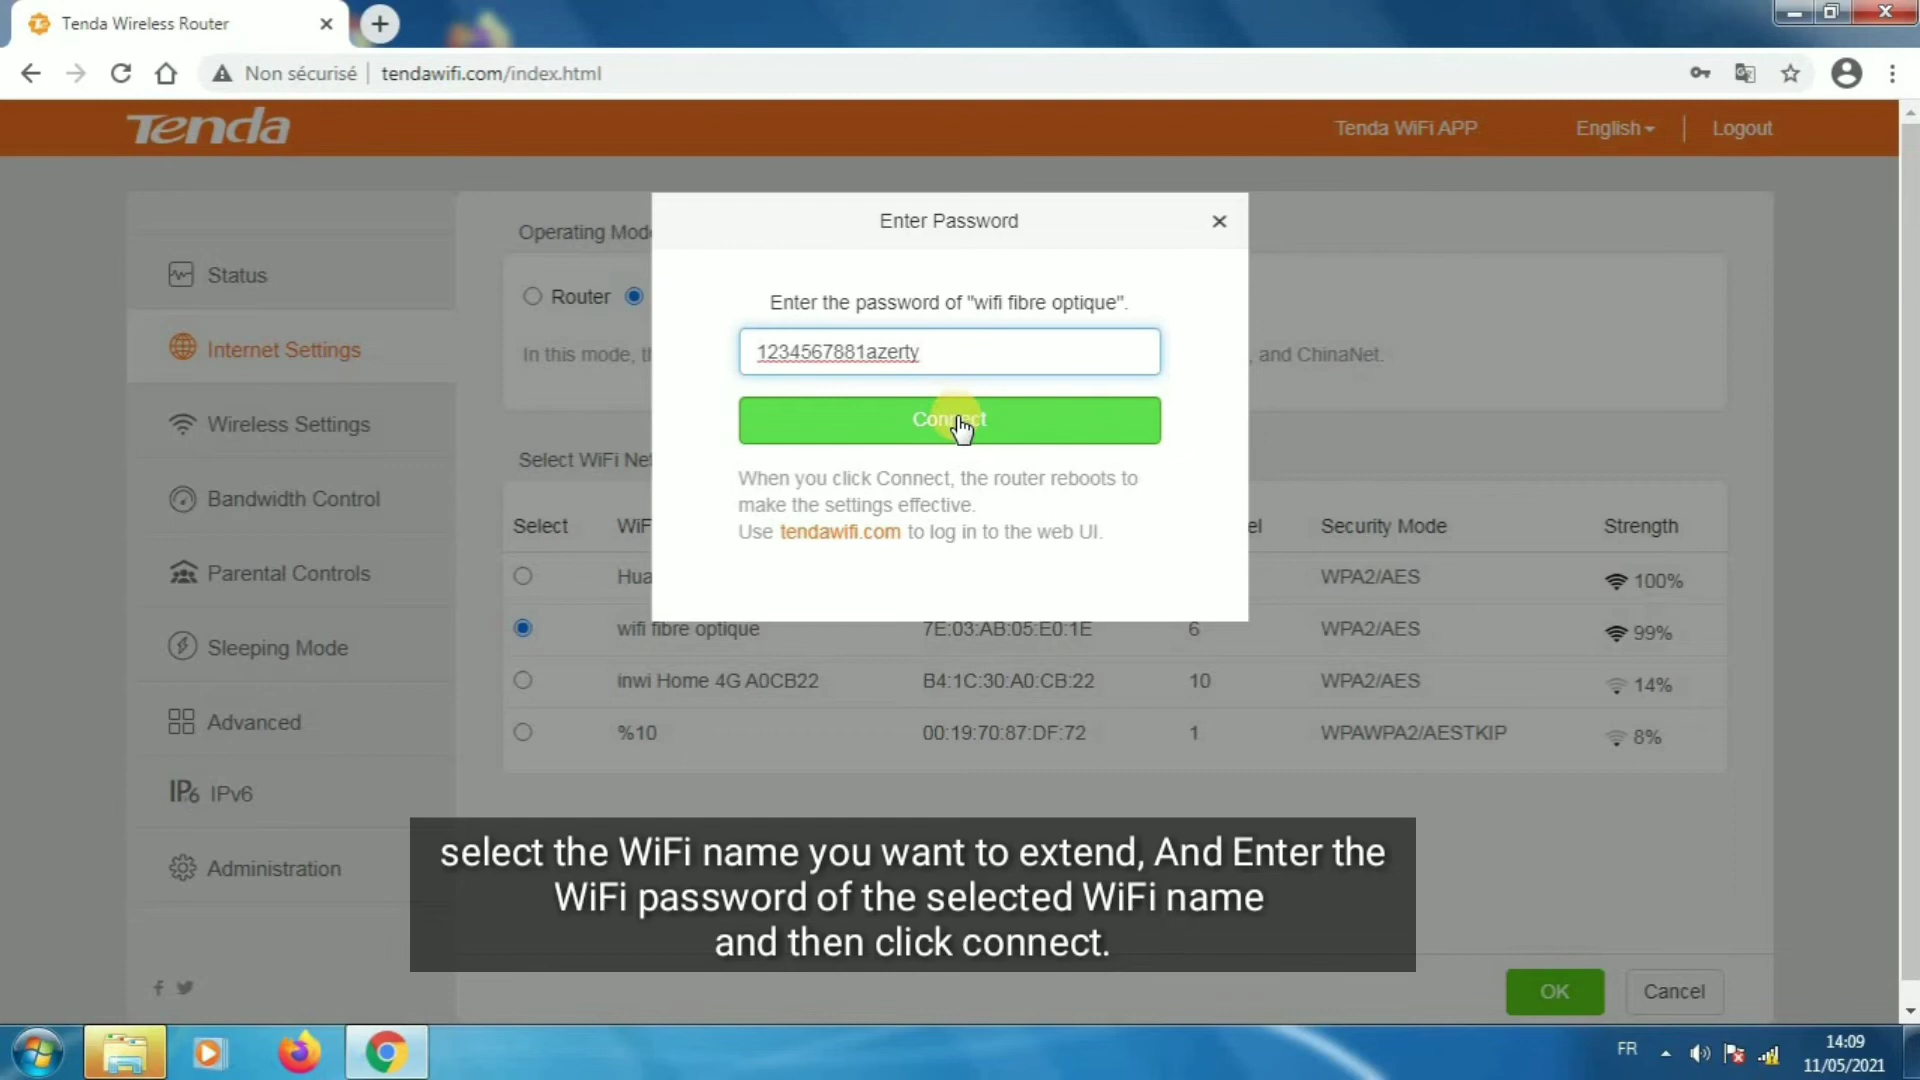 Tenda Wireless Router
Non sécurisé | tendawifi.com/index.html
Tenda
Tenda WiFi APP
English
Logout
Enter Password
Operating Mod
Router
Enter the password of "wifi fibre optique".
Status
Internet Settings
1234567881azerty
In this mode, t
, and ChinaNet.
Connect
Wireless Settings
Select WiFi Ne
When you click Connect, the router reboots to
make the settings effective.
Use tendawifi.com to log in to the web UI.
Bandwidth Control
Select
WiF
el
Security Mode
Strength
Parental Controls
Hua
WPA2/AES
100%
wifi fibre optique
7E:03:AB:05:E0:1E
6
WPA2/AES
99%
Sleeping Mode
inwi Home 4G A0CB22
B4:1C:30:A0:CB:22
10
WPA2/AES
14%
Advanced
%10
00:19:70:87:DF:72
1
WPAWPA2/AESTKIP
8%
IPv6
Administration
select the WiFi name you want to extend, And Enter the
WiFi password of the selected WiFi name
and then click connect.
OK
Cancel
FR
14:09
11/05/2021